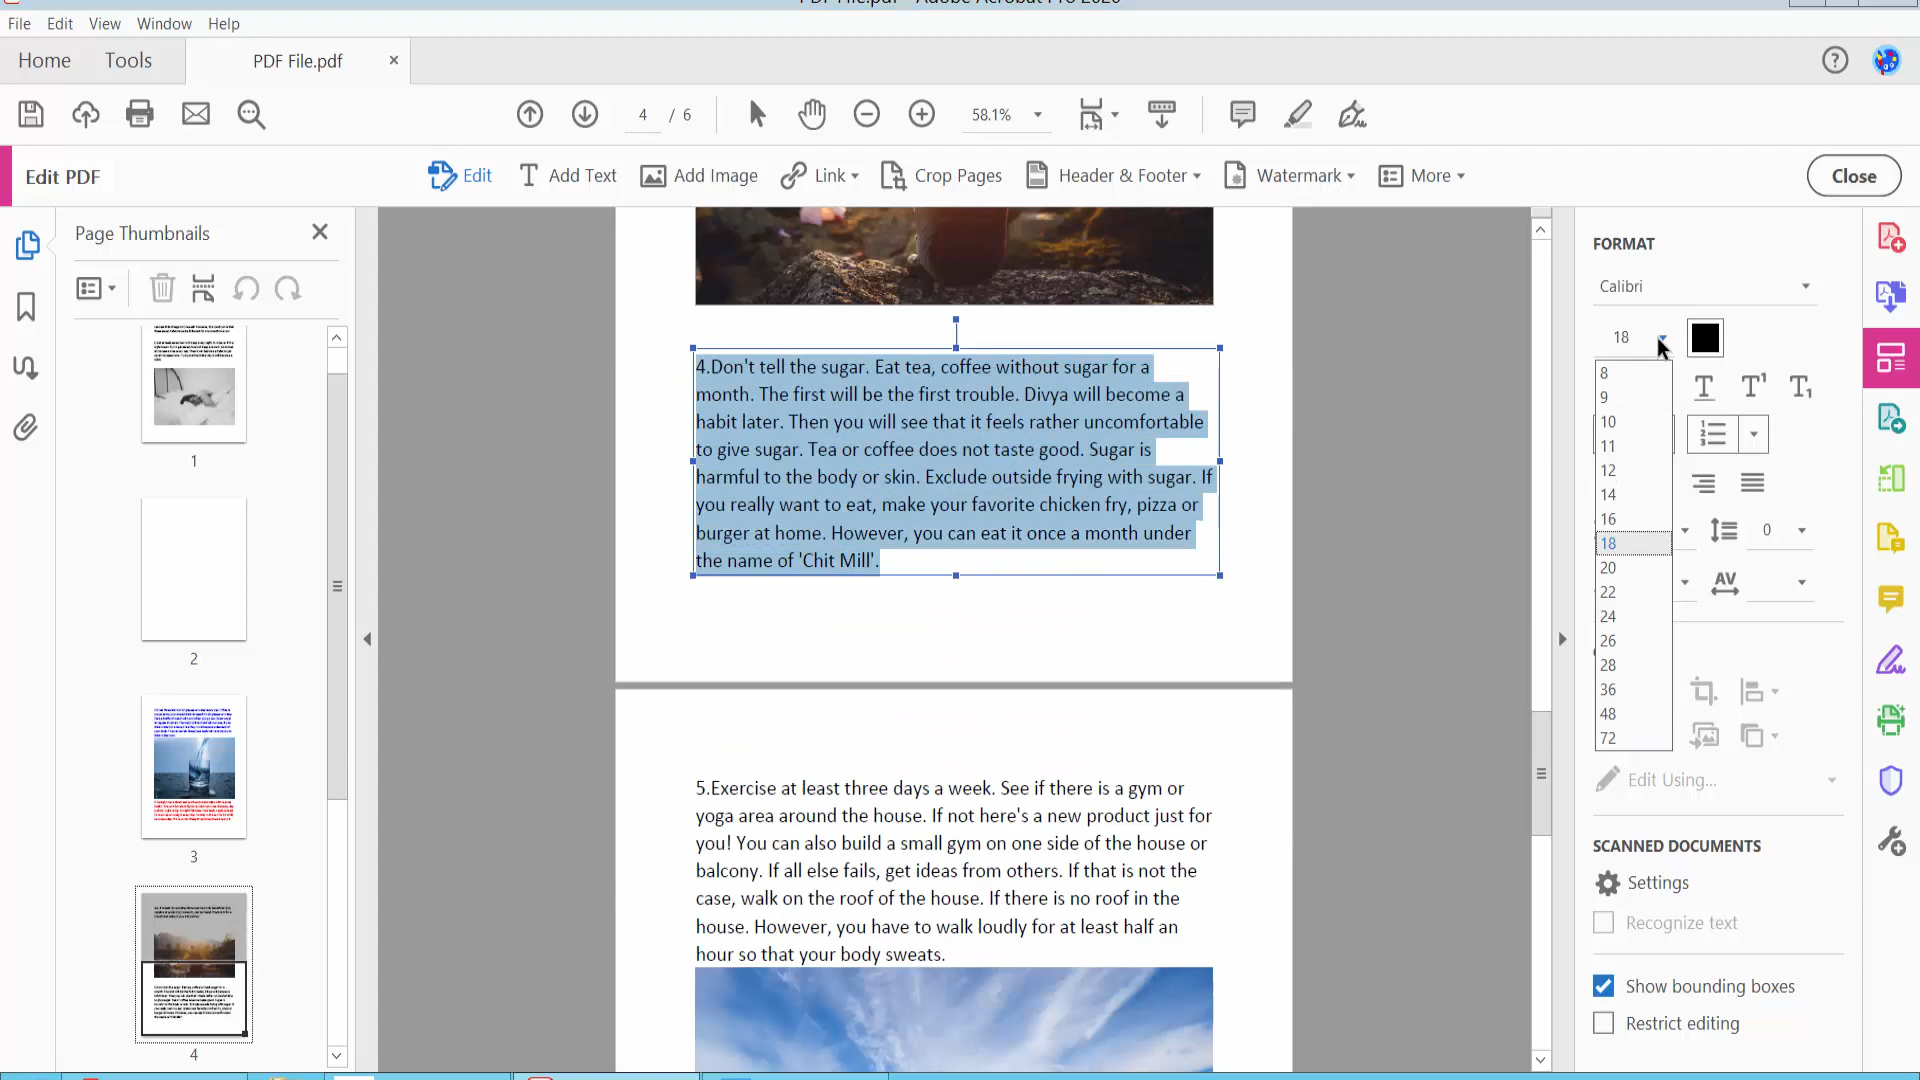 PDF File.pdf - Adobe Acrobat Pro 2020
File Edit View Window Help
Home Tools PDF File.pdf ×
4 / 6 58.1%
Edit PDF Edit Add Text Add Image Link Crop Pages Header & Footer Watermark More Close
Page Thumbnails
1
2
3
4
4.Don't tell the sugar. Eat tea, coffee without sugar for a
month. The first will be the first trouble. Divya will become a
habit later. Then you will see that it feels rather uncomfortable
to give sugar. Tea or coffee does not taste good. Sugar is
harmful to the body or skin. Exclude outside frying with sugar. If
you really want to eat, make your favorite chicken fry, pizza or
burger at home. However, you can eat it once a month under
the name of 'Chit Mill'.
5.Exercise at least three days a week. See if there is a gym or
yoga area around the house. If not here's a new product just for
you! You can also build a small gym on one side of the house or
balcony. If all else fails, get ideas from others. If that is not the
case, walk on the roof of the house. If there is no roof in the
house. However, you have to walk loudly for at least half an
hour so that your body sweats.
FORMAT
Calibri
18
8
9
10
11
12
14
16
18
20
22
24
26
28
36
48
72
0
AV
Edit Using...
SCANNED DOCUMENTS
Settings
Recognize text
Show bounding boxes
Restrict editing